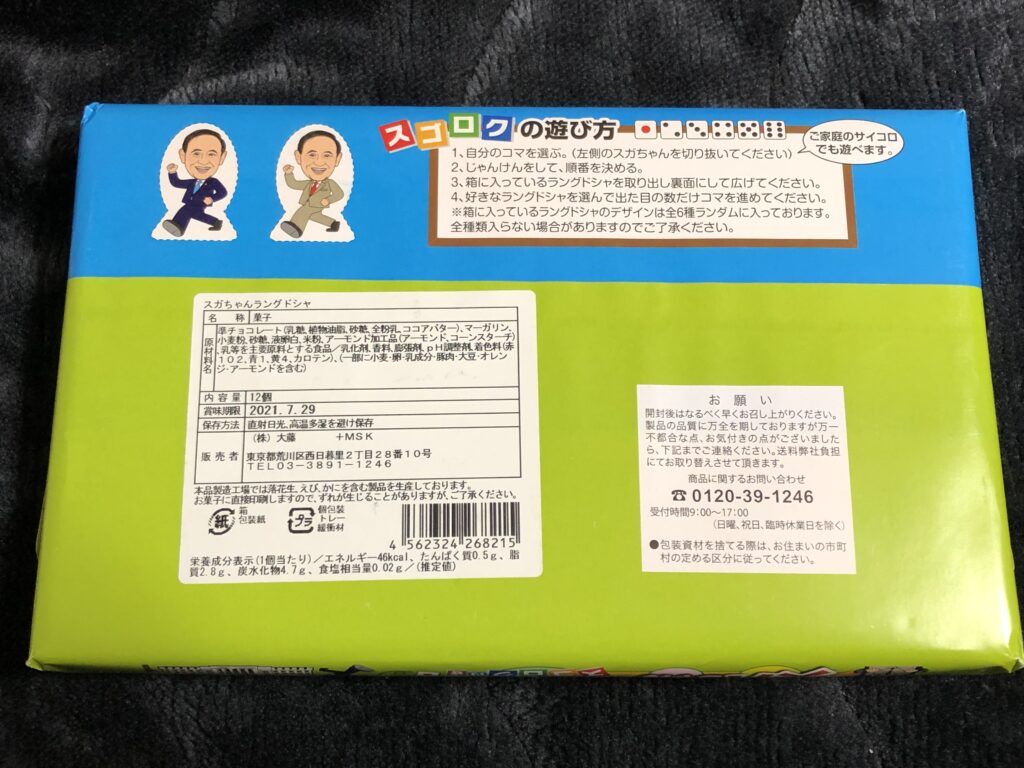 スゴロクの遊び方
ご家庭のサイコロ
でも遊べます。
1、自分のコマを選ぶ。(左側のスガちゃんを切り抜いてください)
2、じゃんけんをして、順番を決める。
3、箱に入っているラングドシャを取り出し裏面にして広げてください。
4、好きなラングドシャを選んで出た目の数だけコマを進めてください。
※箱に入っているラングドシャのデザインは全6種ランダムに入っております。
全種類入らない場合がありますのでご了承ください。
スガちゃんラングドシャ
名 称 菓子
原材料名
準チョコレート(乳糖、植物油脂、砂糖、全粉乳、ココアバター)、マーガリン、
小麦粉、砂糖、液卵白、米粉、アーモンド加工品(アーモンド、コーンスターチ)
、乳等を主要原料とする食品/乳化剤、香料、膨張剤、pH調整剤、着色料(赤
102、青1、黄4、カロテン)、(一部に小麦・卵・乳成分・豚肉・大豆・オレン
ジ・アーモンドを含む)
内 容 量 12個
賞味期限 2021.7.29
保存方法 直射日光、高温多湿を避け保存
販 売 者
(株)大藤 +MSK
東京都荒川区西日暮里2丁目28番10号
TEL03-3891-1246
本品製造工場では落花生、えび、かにを含む製品を生産しております。
お菓子に直接印刷しますので、ずれが生じることがありますが、ご了承ください。
紙 箱
包装紙
プラ 個包装
トレー
緩衝材
4 562324 268215
栄養成分表示(1個当たり)/エネルギー46kcal、たんぱく質0.5g、脂
質2.8g、炭水化物4.7g、食塩相当量0.02g/(推定値)
お 願 い
開封後はなるべく早くお召し上がりください。
製品の品質に万全を期しておりますが万一
不都合な点、お気付きの点がございました
ら、下記までご連絡ください。送料弊社負担
にてお取り替えさせて頂きます。
商品に関するお問い合わせ
☎0120-39-1246
受付時間9:00〜17:00
(日曜、祝日、臨時休業日を除く)
●包装資材を捨てる際は、お住まいの市町
村の定める区分に従ってください。